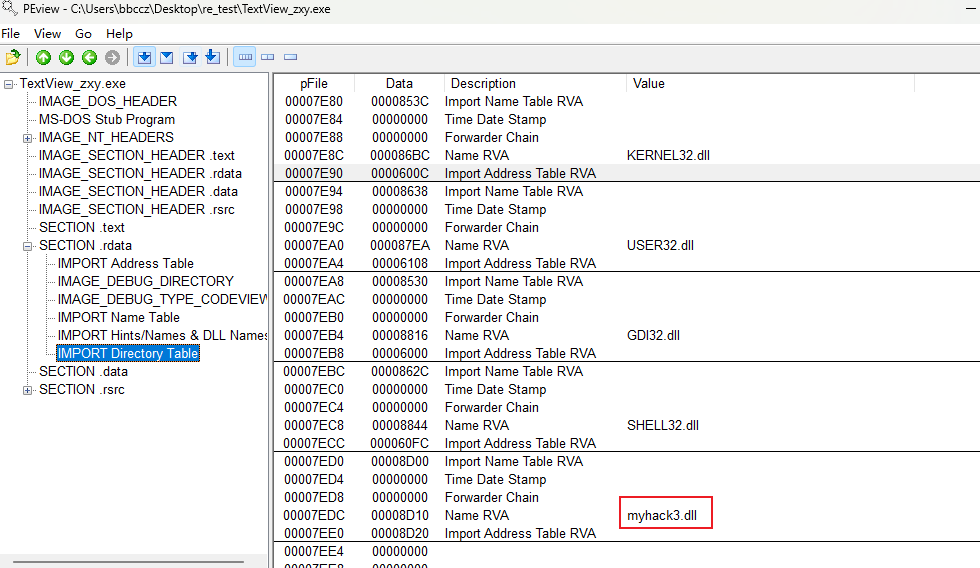 PEview - C:\Users\bbccz\Desktop\re_test\TextView_zxy.exe
File View Go Help
TextView_zxy.exe
IMAGE_DOS_HEADER
MS-DOS Stub Program
IMAGE_NT_HEADERS
IMAGE_SECTION_HEADER .text
IMAGE_SECTION_HEADER .rdata
IMAGE_SECTION_HEADER .data
IMAGE_SECTION_HEADER .rsrc
SECTION .text
SECTION .rdata
IMPORT Address Table
IMAGE_DEBUG_DIRECTORY
IMAGE_DEBUG_TYPE_CODEVIEW
IMPORT Name Table
IMPORT Hints/Names & DLL Names
IMPORT Directory Table
SECTION .data
SECTION .rsrc
pFile Data Description Value
00007E80 0000853C Import Name Table RVA
00007E84 00000000 Time Date Stamp
00007E88 00000000 Forwarder Chain
00007E8C 000086BC Name RVA KERNEL32.dll
00007E90 0000600C Import Address Table RVA
00007E94 00008638 Import Name Table RVA
00007E98 00000000 Time Date Stamp
00007E9C 00000000 Forwarder Chain
00007EA0 000087EA Name RVA USER32.dll
00007EA4 00006108 Import Address Table RVA
00007EA8 00008530 Import Name Table RVA
00007EAC 00000000 Time Date Stamp
00007EB0 00000000 Forwarder Chain
00007EB4 00008816 Name RVA GDI32.dll
00007EB8 00006000 Import Address Table RVA
00007EBC 0000862C Import Name Table RVA
00007EC0 00000000 Time Date Stamp
00007EC4 00000000 Forwarder Chain
00007EC8 00008844 Name RVA SHELL32.dll
00007ECC 000060FC Import Address Table RVA
00007ED0 00008D00 Import Name Table RVA
00007ED4 00000000 Time Date Stamp
00007ED8 00000000 Forwarder Chain
00007EDC 00008D10 Name RVA myhack3.dll
00007EE0 00008D20 Import Address Table RVA
00007EE4 00000000